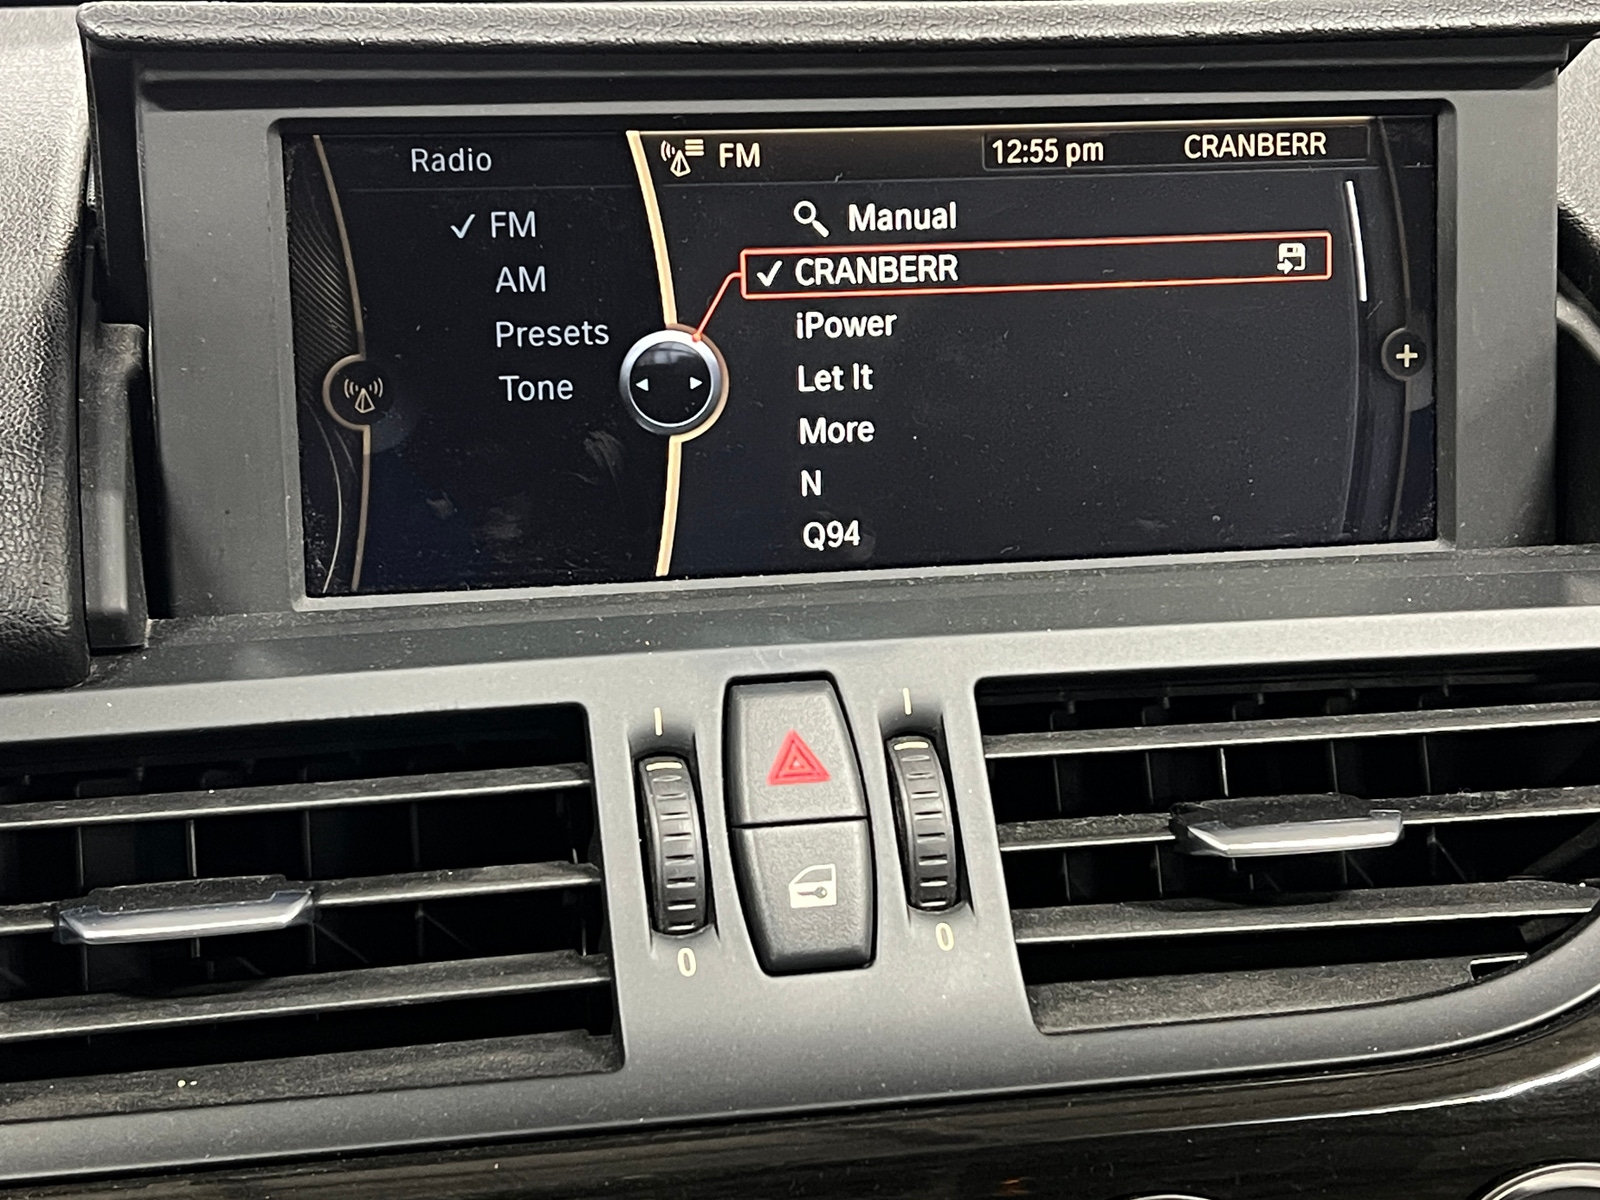 Radio
✓ FM
AM
Presets
Tone
FM 12:55 pm CRANBERR
Manual
✓ CRANBERR
iPower
Let It
More
N
Q94
+
I I
0 0